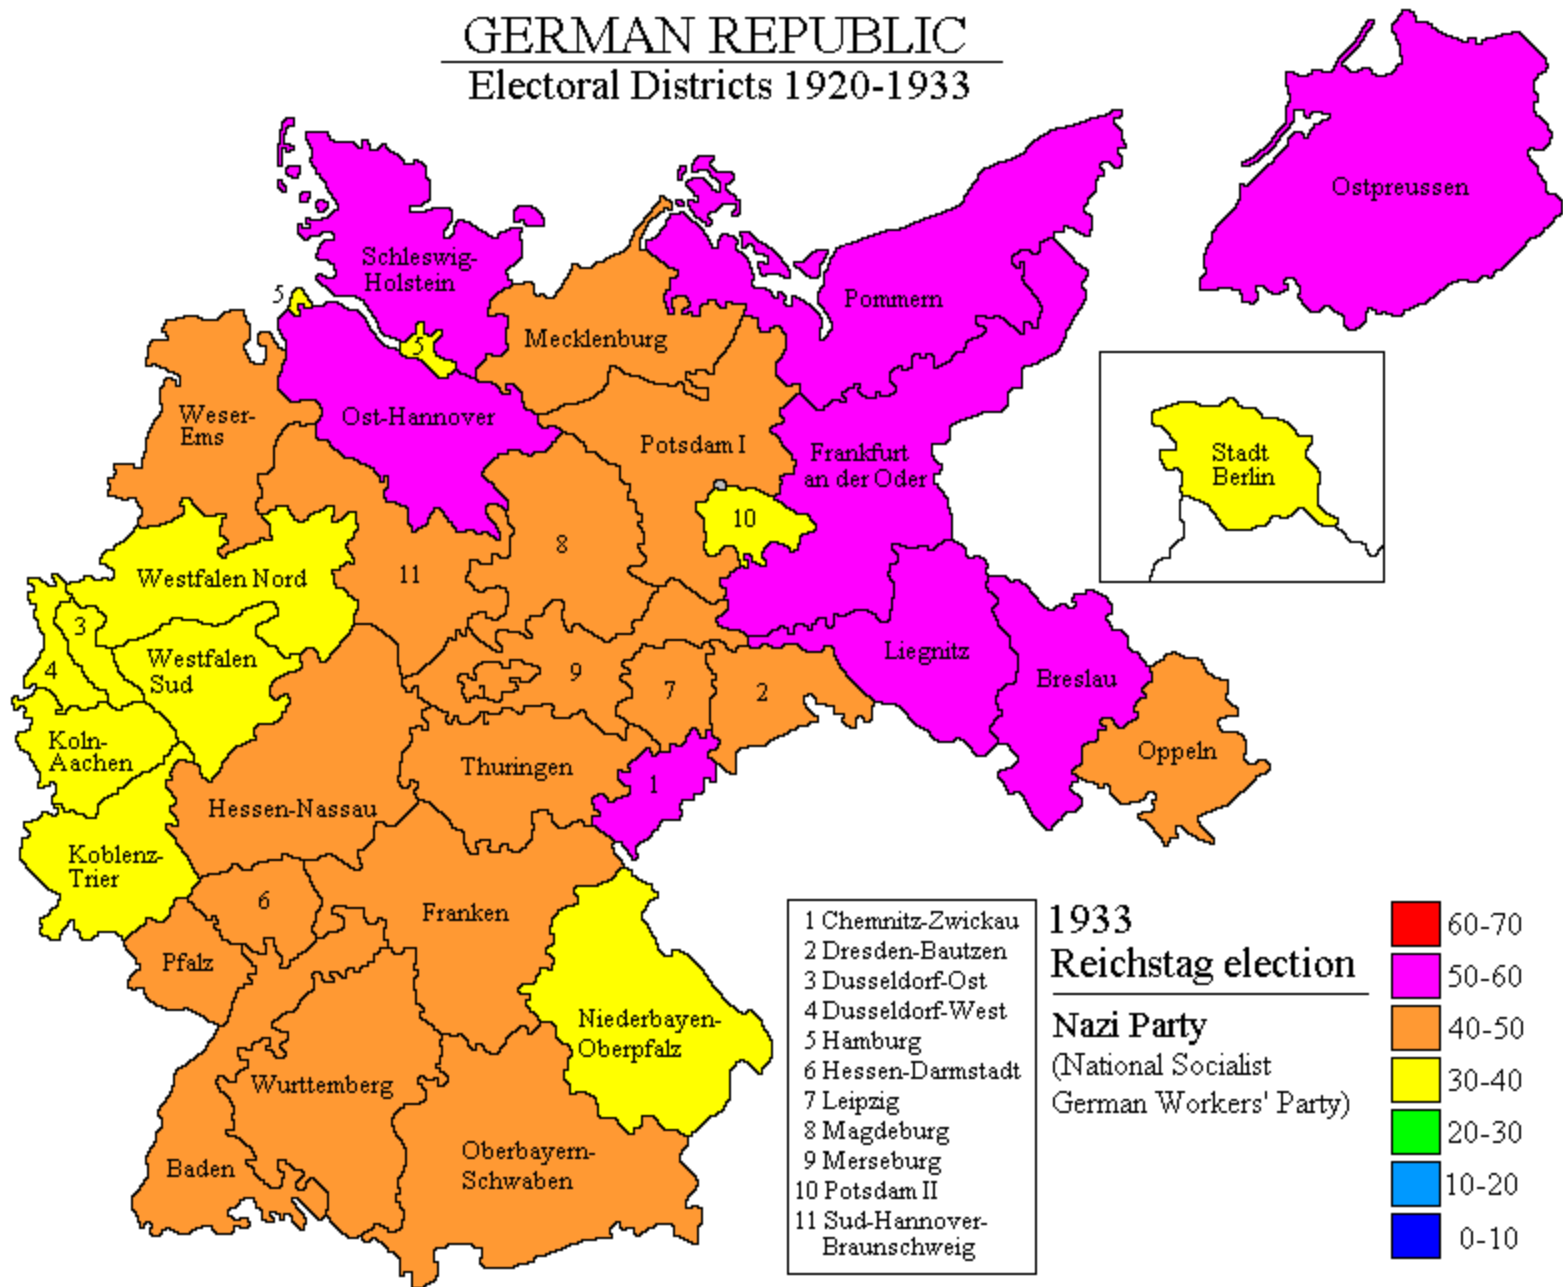 GERMAN REPUBLIC
Electoral Districts 1920-1933
Ostpreussen
Schleswig-
Holstein
5
Pommern
Mecklenburg
5
Weser-
Ems
Ost-Hannover
Potsdam I
Frankfurt
an der Oder
Stadt
Berlin
10
8
11
Westfalen Nord
3
4
Westfalen
Sud
9
7
2
Liegnitz
Breslau
Koln-
Aachen
Thuringen
1
Oppeln
Hessen-Nassau
Koblenz-
Trier
6
Franken
Pfalz
Niederbayen-
Oberpfalz
Wurttemberg
Baden
Oberbayern-
Schwaben
1 Chemnitz-Zwickau
2 Dresden-Bautzen
3 Dusseldorf-Ost
4 Dusseldorf-West
5 Hamburg
6 Hessen-Darmstadt
7 Leipzig
8 Magdeburg
9 Merseburg
10 Potsdam II
11 Sud-Hannover-
Braunschweig
1933
Reichstag election
Nazi Party
(National Socialist
German Workers' Party)
60-70
50-60
40-50
30-40
20-30
10-20
0-10